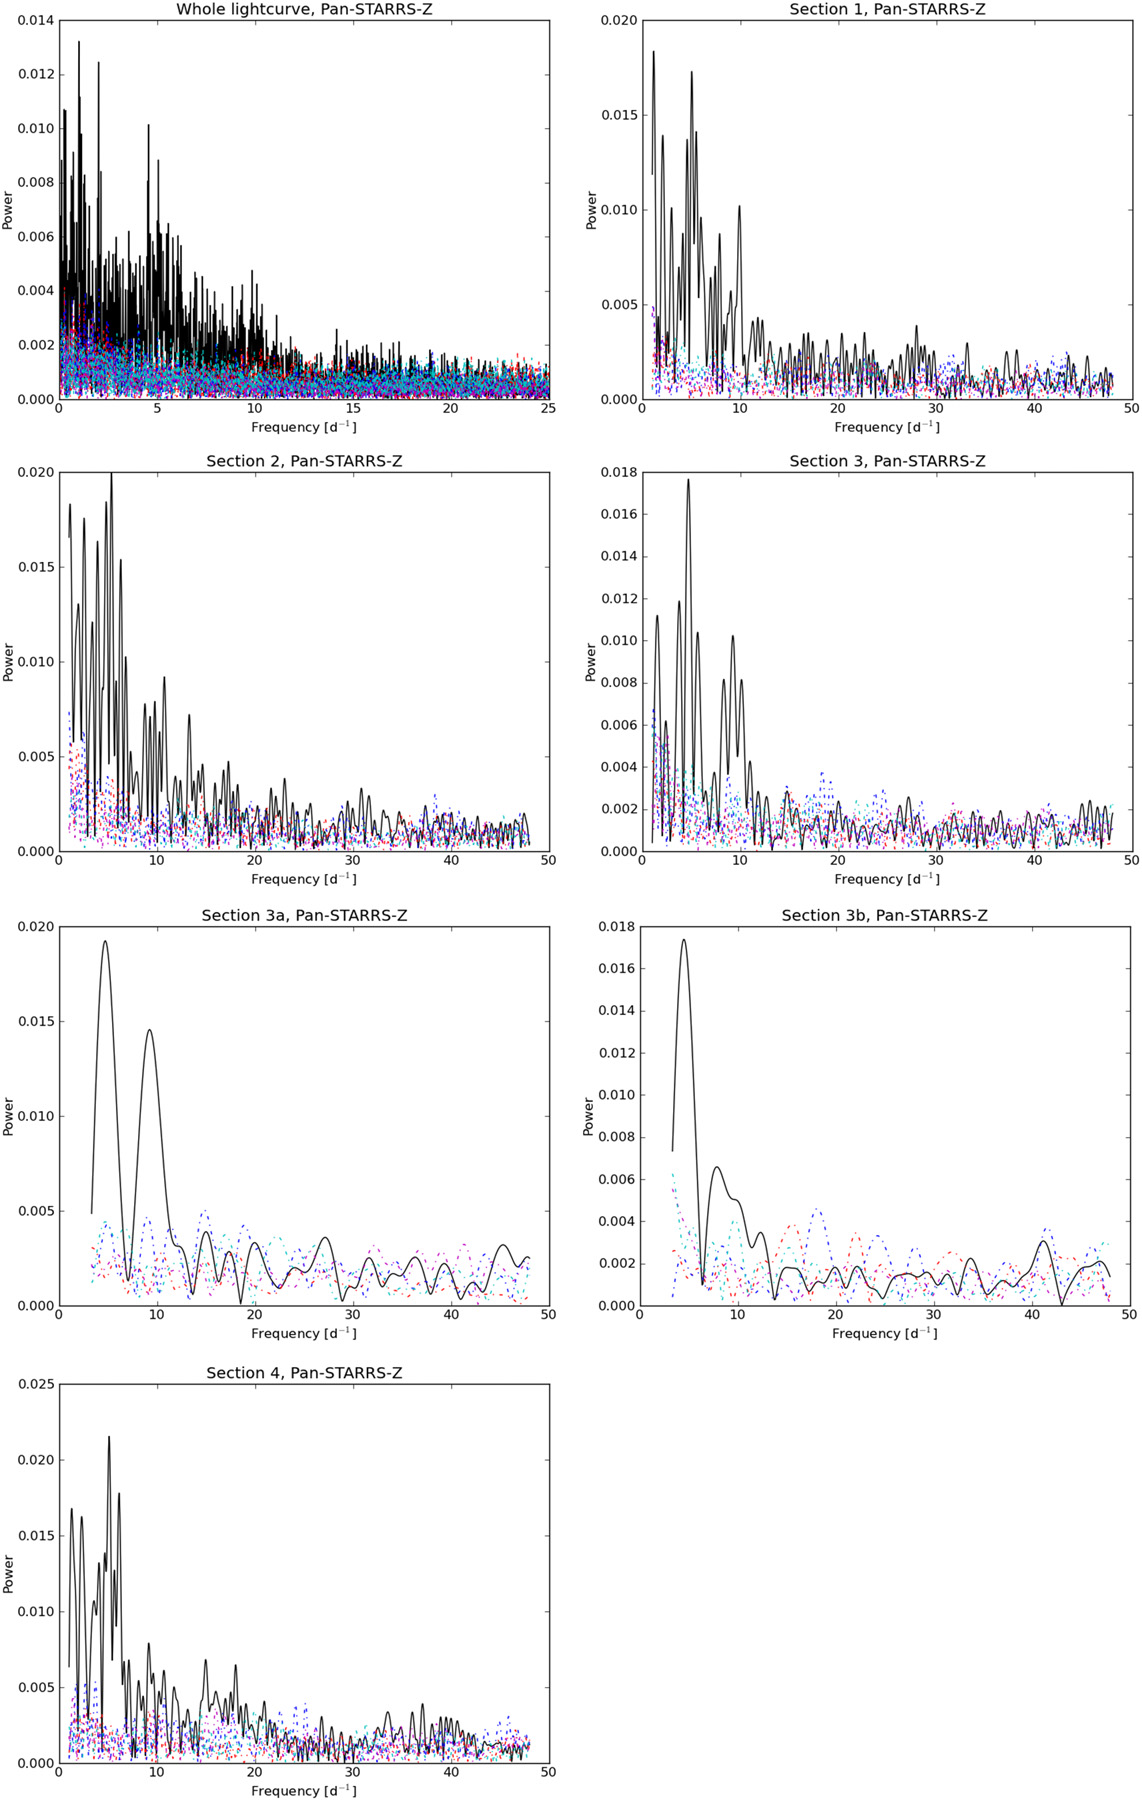 Whole lightcurve, Pan-STARRS-Z
0.014
0.012
0.010
0.008
0.006
0.004
0.002
0.000
Power
0 5 10 15 20 25
Frequency [d⁻¹]
Section 1, Pan-STARRS-Z
0.020
0.015
0.010
0.005
0.000
Power
0 10 20 30 40 50
Frequency [d⁻¹]
Section 2, Pan-STARRS-Z
0.020
0.015
0.010
0.005
0.000
Power
0 10 20 30 40 50
Frequency [d⁻¹]
Section 3, Pan-STARRS-Z
0.018
0.016
0.014
0.012
0.010
0.008
0.006
0.004
0.002
0.000
Power
0 10 20 30 40 50
Frequency [d⁻¹]
Section 3a, Pan-STARRS-Z
0.020
0.015
0.010
0.005
0.000
Power
0 10 20 30 40 50
Frequency [d⁻¹]
Section 3b, Pan-STARRS-Z
0.018
0.016
0.014
0.012
0.010
0.008
0.006
0.004
0.002
0.000
Power
0 10 20 30 40 50
Frequency [d⁻¹]
Section 4, Pan-STARRS-Z
0.025
0.020
0.015
0.010
0.005
0.000
Power
0 10 20 30 40 50
Frequency [d⁻¹]